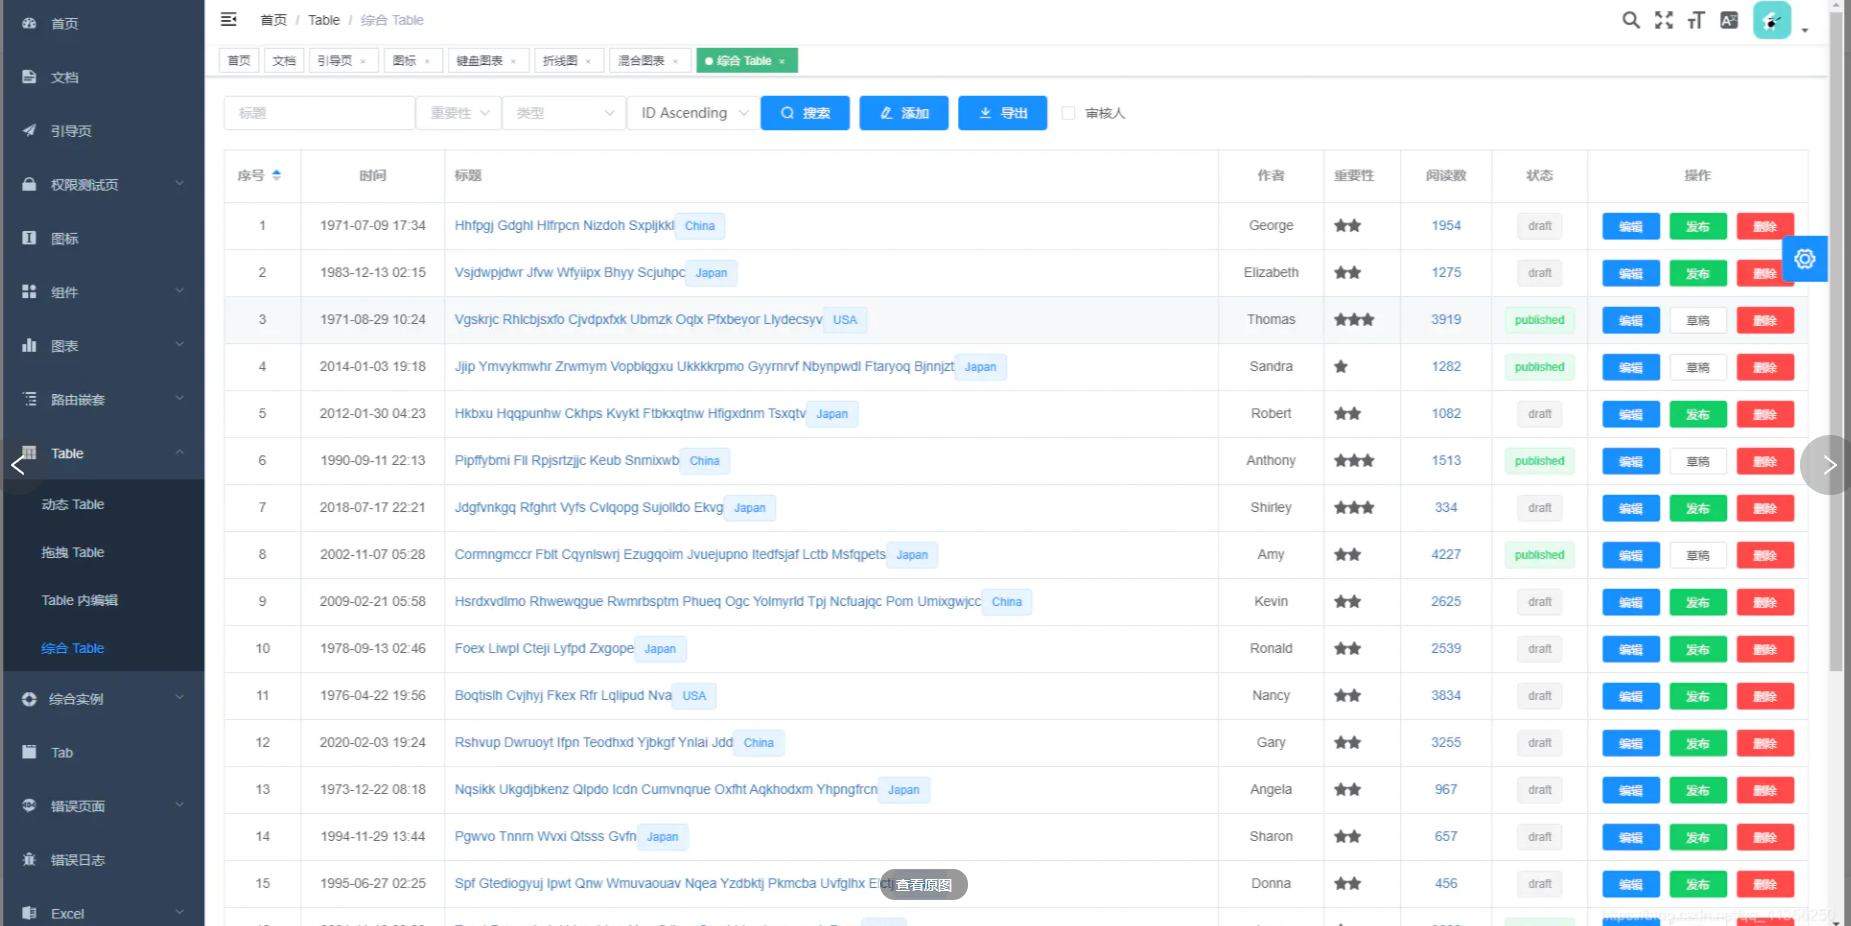 首页
文档
引导页
权限测试页
图标
组件
图表
路由嵌套
Table
动态 Table
拖拽 Table
Table 内编辑
综合 Table
综合实例
Tab
错误页面
错误日志
Excel
首页 / Table / 综合 Table
首页 文档 引导页 × 图标 × 键盘图表 × 折线图 × 混合图表 × 综合 Table ×
标题 重要性 类型 ID Ascending 搜索 添加 导出 审核人
序号 时间 标题 作者 重要性 阅读数 状态 操作
1 1971-07-09 17:34 Hhfpgj Gdghl Hlfrpcn Nizdoh Sxpljkkl China George ★★ 1954 draft 编辑 发布 删除
2 1983-12-13 02:15 Vsjdwpjdwr Jfvw Wfyiipx Bhyy Scjuhpc Japan Elizabeth ★★ 1275 draft 编辑 发布 删除
3 1971-08-29 10:24 Vgskrjc Rhlcbjsxfo Cjvdpxfxk Ubmzk Oqlx Pfxbeyor Llydecsyv USA Thomas ★★★ 3919 published 编辑 草稿 删除
4 2014-01-03 19:18 Jjip Ymvykmwhr Zrwmym Vopblqgxu Ukkkkrpmo Gyyrnrvf Nbynpwdl Ftaryoq Bjnnjzt Japan Sandra ★ 1282 published 编辑 草稿 删除
5 2012-01-30 04:23 Hkbxu Hqqpunhw Ckhps Kvykt Ftbkxqtnw Hfigxdnm Tsxqtv Japan Robert ★★ 1082 draft 编辑 发布 删除
6 1990-09-11 22:13 Pipffybmi Fll Rpjsrtzjjc Keub Snmixwb China Anthony ★★★ 1513 published 编辑 草稿 删除
7 2018-07-17 22:21 Jdgfvnkgq Rfghrt Vyfs Cvlqopg Sujolldo Ekvg Japan Shirley ★★★ 334 draft 编辑 发布 删除
8 2002-11-07 05:28 Cormngmccr Fblt Cqynlswrj Ezugqoim Jvuejupno Itedfsjaf Lctb Msfqpets Japan Amy ★★ 4227 published 编辑 草稿 删除
9 2009-02-21 05:58 Hsrdxvdlmo Rhwewqgue Rwmrbsptm Phueq Ogc Yolmyrld Tpj Ncfuajqc Pom Umixgwjcc China Kevin ★★ 2625 draft 编辑 发布 删除
10 1978-09-13 02:46 Foex Liwpl Cteji Lyfpd Zxgope Japan Ronald ★★ 2539 draft 编辑 发布 删除
11 1976-04-22 19:56 Boqtislh Cvjhyj Fkex Rfr Lqlipud Nva USA Nancy ★★ 3834 draft 编辑 发布 删除
12 2020-02-03 19:24 Rshvup Dwruoyt Ifpn Teodhxd Yjbkgf Ynlai Jdd China Gary ★★ 3255 draft 编辑 发布 删除
13 1973-12-22 08:18 Nqsikk Ukgdjbkenz Qlpdo Icdn Cumvnqrue Oxfht Aqkhodxm Yhpngfrcn Japan Angela ★★ 967 draft 编辑 发布 删除
14 1994-11-29 13:44 Pgwvo Tnnrn Wvxi Qtsss Gvfn Japan Sharon ★★ 657 draft 编辑 发布 删除
15 1995-06-27 02:25 Spf Gtediogyuj Ipwt Qnw Wmuvaouav Nqea Yzdbktj Pkmcba Uvfglhx Donna ★★ 456 draft 编辑 发布 删除
查看原图